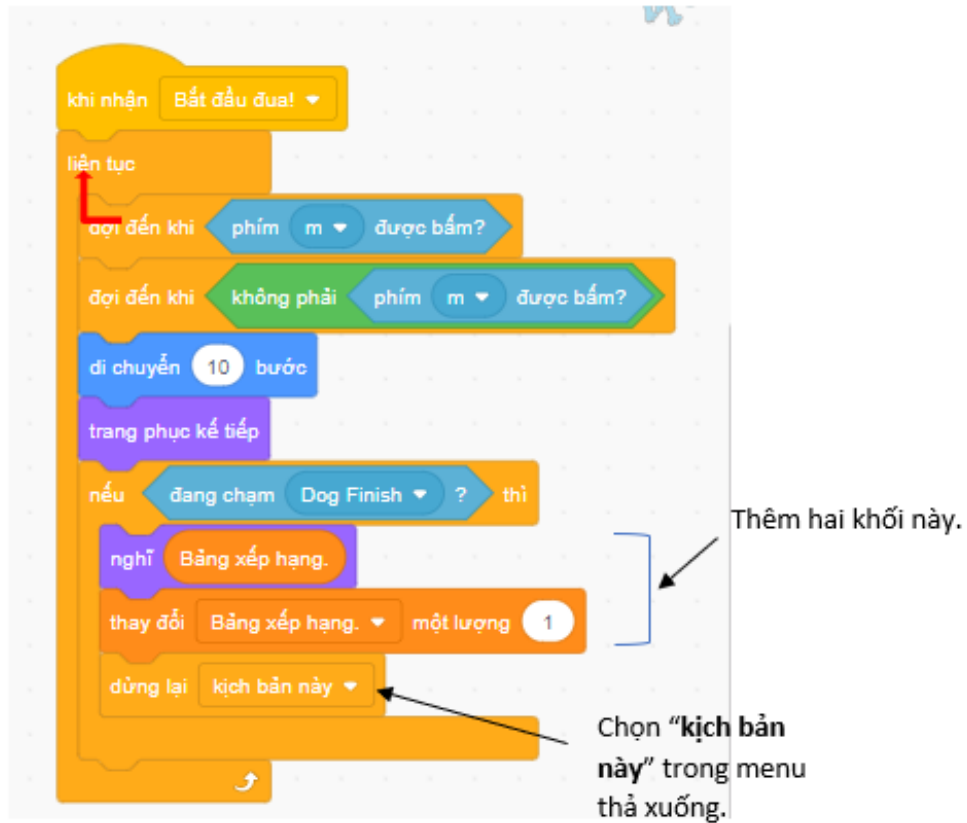 khi nhận Bắt đầu đua!
liên tục
đợi đến khi phím m được bấm?
đợi đến khi không phải phím m được bấm?
di chuyển 10 bước
trang phục kế tiếp
nếu đang chạm Dog Finish ? thì
nghĩ Bảng xếp hạng.
thay đổi Bảng xếp hạng. một lượng 1
dừng lại kịch bản này
Thêm hai khối này.
Chọn “kịch bản
này” trong menu
thả xuống.